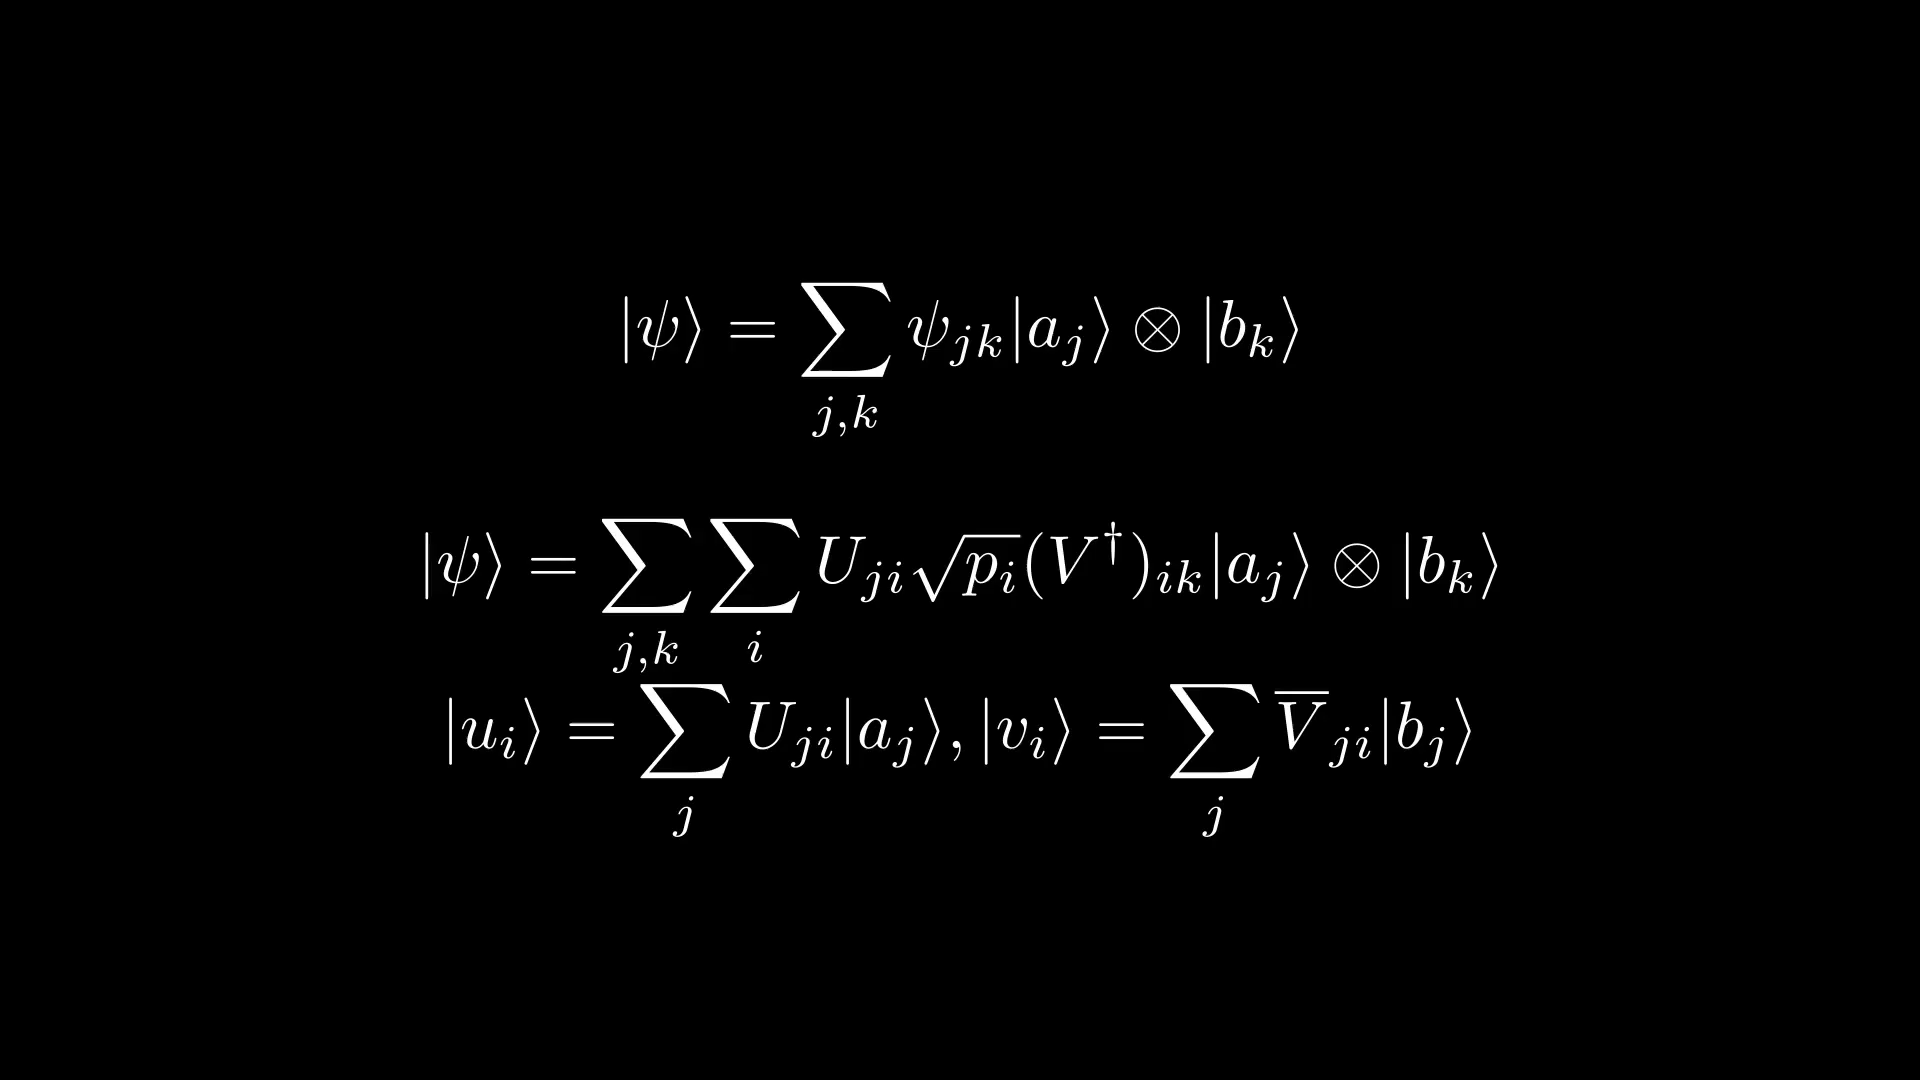 |ψ⟩ = ∑_{j,k} ψ_{jk}|a_j⟩ ⊗ |b_k⟩
|ψ⟩ = ∑_{j,k} ∑_i U_{ji}√p_i(V^†)_{ik}|a_j⟩ ⊗ |b_k⟩
|u_i⟩ = ∑_j U_{ji}|a_j⟩, |v_i⟩ = ∑_j V̅_{ji}|b_j⟩